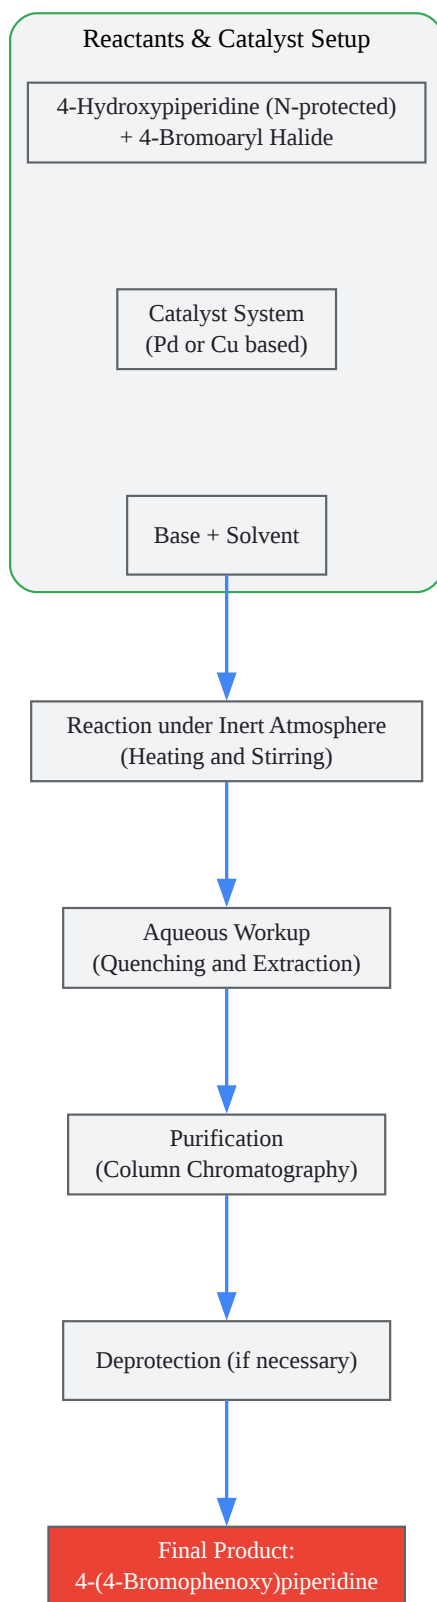 Reactants & Catalyst Setup
4-Hydroxypiperidine (N-protected)
+ 4-Bromoaryl Halide
Catalyst System
(Pd or Cu based)
Base + Solvent
Reaction under Inert Atmosphere
(Heating and Stirring)
Aqueous Workup
(Quenching and Extraction)
Purification
(Column Chromatography)
Deprotection (if necessary)
Final Product:
4-(4-Bromophenoxy)piperidine